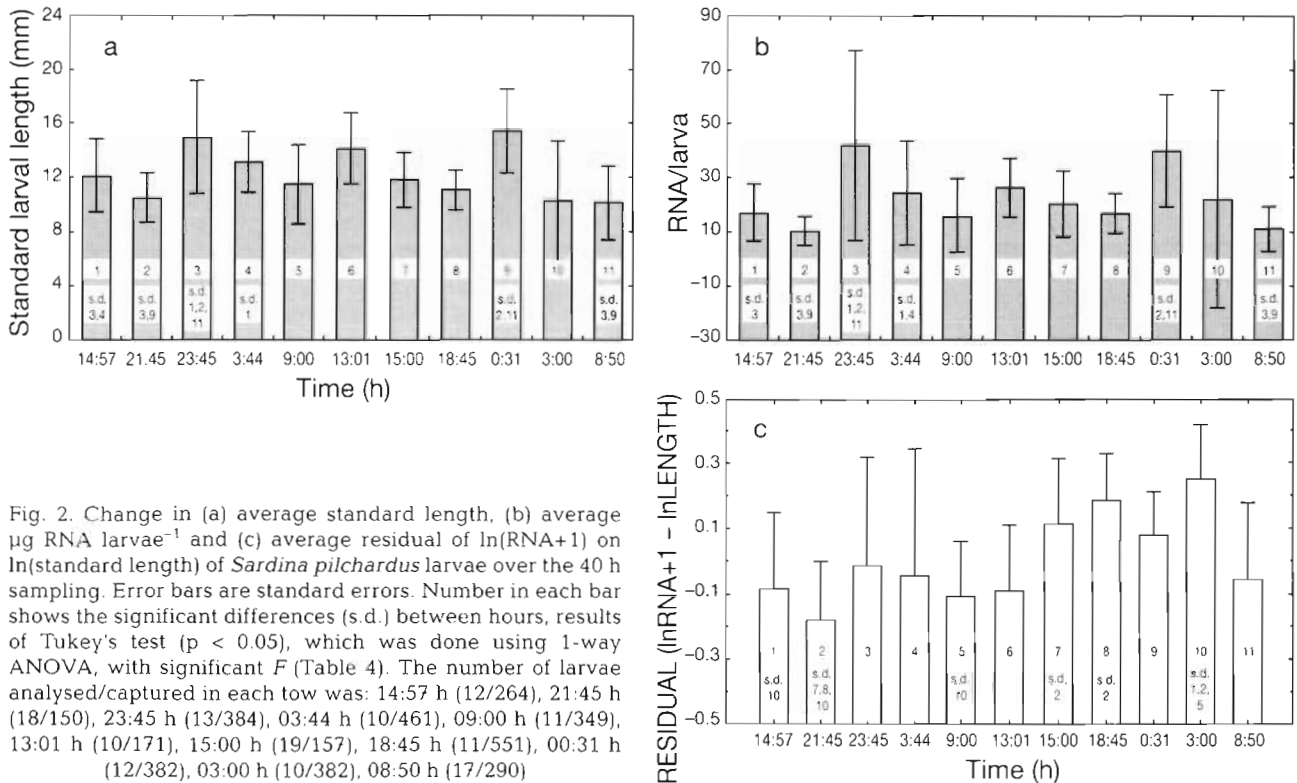 a
Standard larval length (mm)
24
20
16
12
8
4
0
1 2 3 4 5 6 7 8 9 10 11
s.d. 3,4
s.d. 3,9
s.d. 1,2, 11
s.d. 1
s.d. 2,11
s.d. 3,9
14:57 21.45 23:45 3:44 9:00 13:01 15:00 18:45 0:31 3:00 8:50
Time (h)
b
RNA/larva
90
70
50
30
10
−10
−30
1 2 3 4 5 6 7 8 9 10 11
s.d. 3
s.d. 3,9
s.d. 1,2, 11
s.d. 1,4
s.d. 2,11
s.d. 3,9
14:57 21:45 23:45 3:44 9:00 13:01 15:00 18:45 0:31 3:00 8:50
c
RESIDUAL (lnRNA+1 − lnLENGTH)
0.5
0.3
0.1
−0.1
−0.3
−0.5
1 2 3 4 5 6 7 8 9 10 11
s.d. 10
s.d. 7,8, 10
s.d. 10
s.d. 2
s.d. 2
s.d. 1,2, 5
14:57 21:45 23:45 3:44 9:00 13:01 15:00 18:45 0:31 3:00 8:50
Time (h)
Fig. 2. Change in (a) average standard length, (b) average
µg RNA larvae⁻¹ and (c) average residual of ln(RNA+1) on
ln(standard length) of Sardina pilchardus larvae over the 40 h
sampling. Error bars are standard errors. Number in each bar
shows the significant differences (s.d.) between hours, results
of Tukey's test (p < 0.05), which was done using 1-way
ANOVA, with significant F (Table 4). The number of larvae
analysed/captured in each tow was: 14:57 h (12/264), 21:45 h
(18/150), 23:45 h (13/384), 03:44 h (10/461), 09:00 h (11/349),
13:01 h (10/171), 15:00 h (19/157), 18:45 h (11/551), 00:31 h
(12/382), 03:00 h (10/382), 08:50 h (17/290)